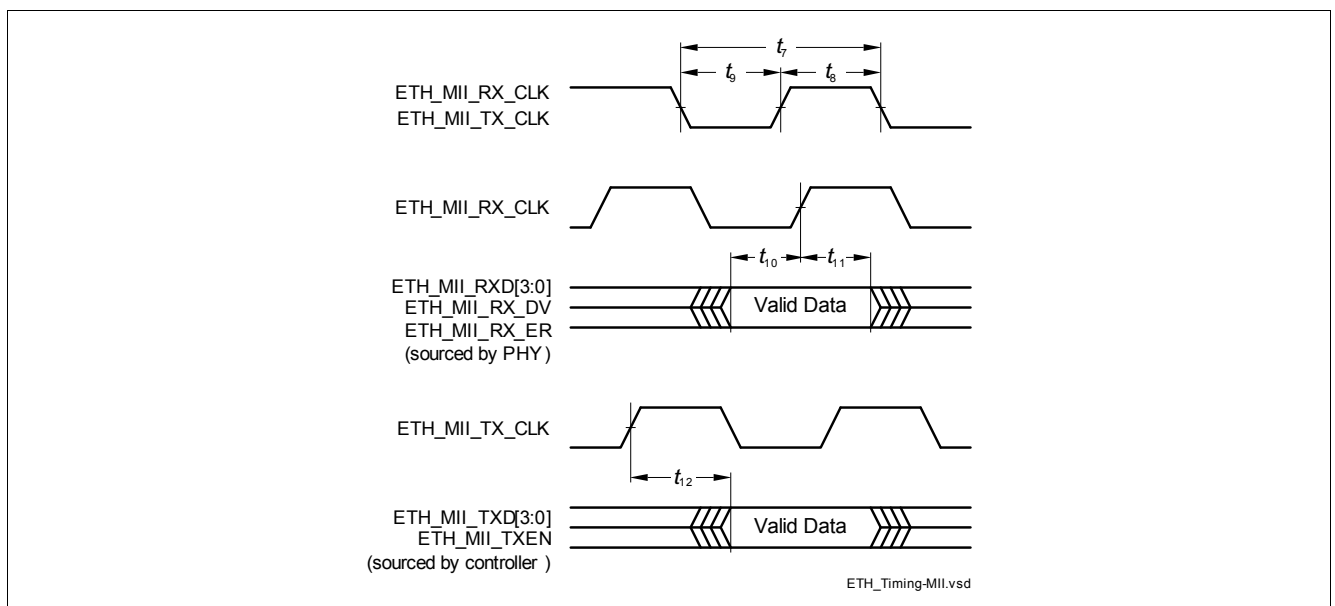 t7
t9 t8
ETH_MII_RX_CLK
ETH_MII_TX_CLK
ETH_MII_RX_CLK
t10 t11
ETH_MII_RXD[3:0]
ETH_MII_RX_DV
ETH_MII_RX_ER
(sourced by PHY )
Valid Data
ETH_MII_TX_CLK
t12
ETH_MII_TXD[3:0]
ETH_MII_TXEN
(sourced by controller )
Valid Data
ETH_Timing-MII.vsd